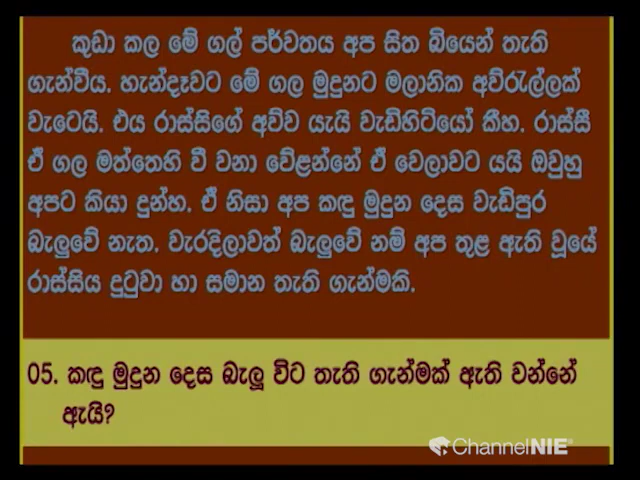 කුඩා කල මේ ගල් පර්වතය අප සිත බියෙන් තැති
ගැන්වීය. හැන්දෑවට මේ ගල මුදුනට මලානික අව්රැල්ලක්
වැටෙයි. එය රාස්සිගේ අව්ව යැයි වැඩිහිටියෝ කීහ. රාස්සී
ඒ ගල මත්තෙහි වී වනා වේළන්නේ ඒ වෙලාවට යයි ඔවුහු
අපට කියා දුන්හ. ඒ නිසා අප කඳු මුදුන දෙස වැඩිපුර
බැලුවේ නැත. වැරදිලාවත් බැලුවේ නම් අප තුළ ඇති වූයේ
රාස්සිය දුටුවා හා සමාන තැති ගැන්මකි.
05. කඳු මුදුන දෙස බැලූ විට තැති ගැන්මක් ඇති වන්නේ
ඇයි?
ChannelNIE